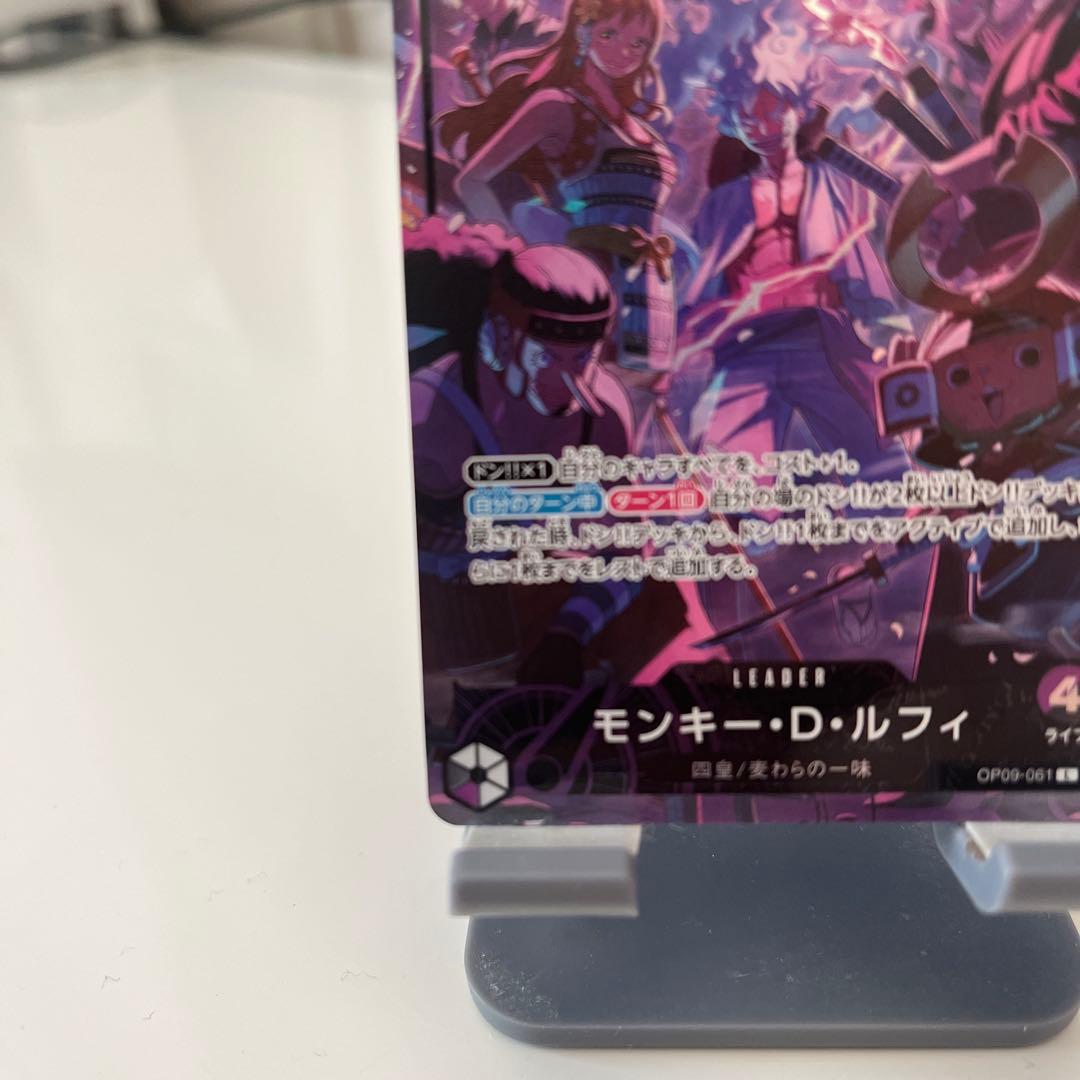 ドン!!×1 自分のキャラすべてを、コスト+1。
自分のターン中 ターン1回 自分の場のドン!!が2枚以上ドン!!デッキ
戻された時、ドン!!デッキから、ドン!!1枚までをアクティブで追加し、
らに1枚までをレストで追加する。
LEADER
モンキー・D・ルフィ
4
ライフ
四皇/麦わらの一味
OP09-061 L